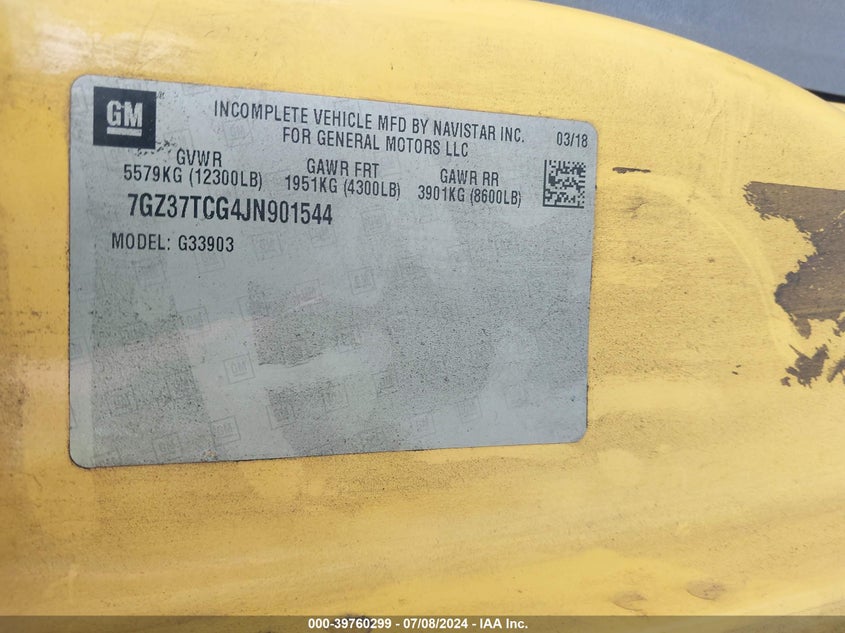 GM
INCOMPLETE VEHICLE MFD BY NAVISTAR INC.
FOR GENERAL MOTORS LLC
03/18
GVWR
5579KG (12300LB)
GAWR FRT
1951KG (4300LB)
GAWR RR
3901KG (8600LB)
7GZ37TCG4JN901544
MODEL: G33903
000-39760299 - 07/08/2024 - IAA Inc.